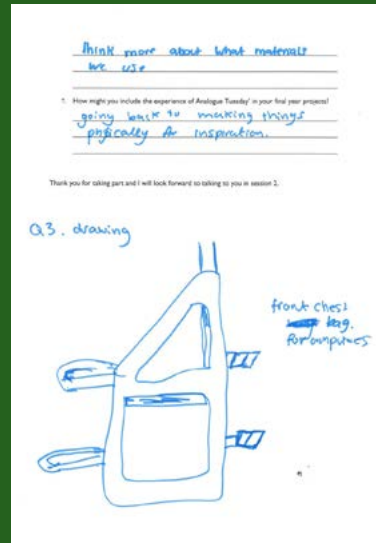 think more about what materials
we use
7. How might you include the experience of 'Analogue Tuesday' in your final year projects?
going back to making things
physically for inspiration.
Thank you for taking part and I will look forward to talking to you in session 2.
Q3. drawing
front chest
bag.
for amputees